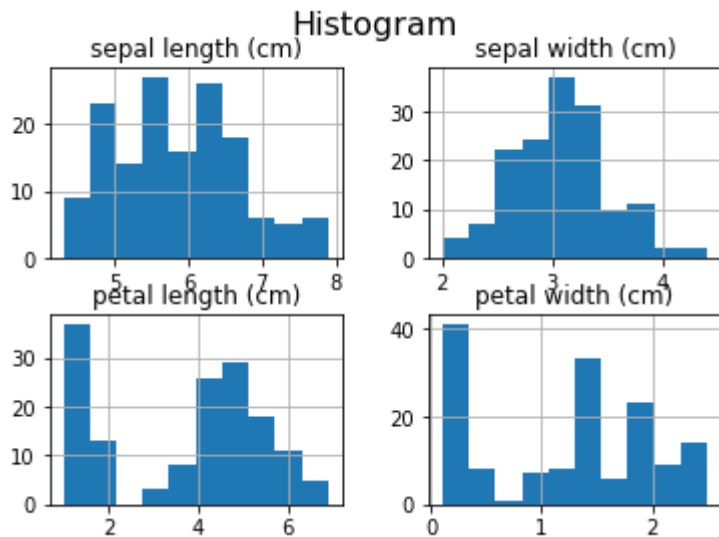 Histogram
sepal length (cm)
sepal width (cm)
20
10
0
5 6 7 8
30
20
10
0
2 3 4
petal length (cm)
petal width (cm)
30
20
10
0
2 4 6
40
20
0
0 1 2